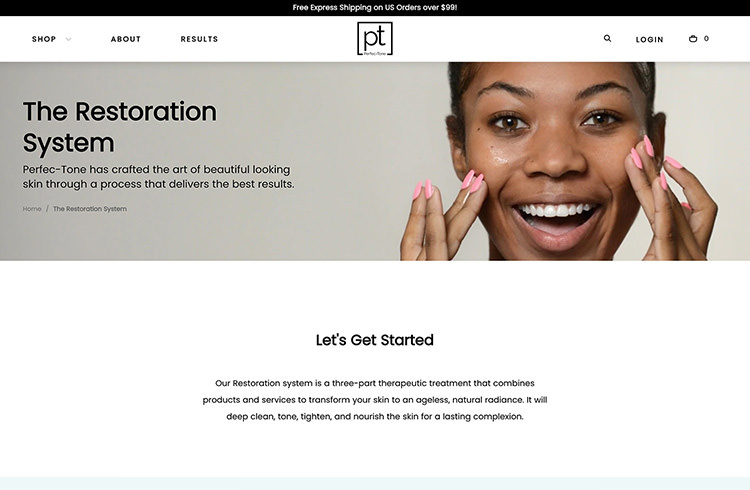 Free Express Shipping on US Orders over $99!
SHOP
ABOUT
RESULTS
pt
Perfec-Tone
LOGIN
0
The Restoration
System
Perfec-Tone has crafted the art of beautiful looking
skin through a process that delivers the best results.
Home / The Restoration System
Let's Get Started
Our Restoration system is a three-part therapeutic treatment that combines
products and services to transform your skin to an ageless, natural radiance. It will
deep clean, tone, tighten, and nourish the skin for a lasting complexion.